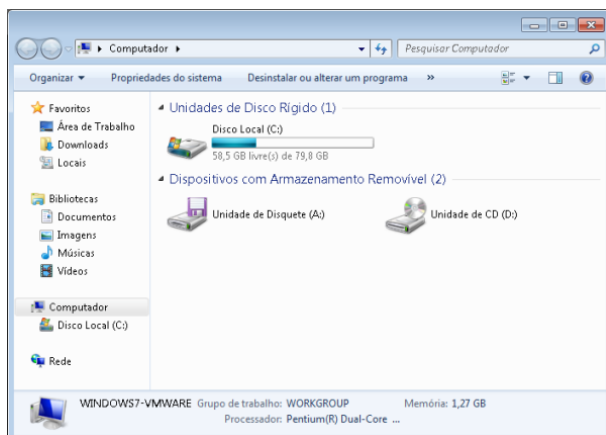 Computador
Pesquisar Computador
Organizar Propriedades do sistema Desinstalar ou alterar um programa »
Favoritos
Área de Trabalho
Downloads
Locais
Bibliotecas
Documentos
Imagens
Músicas
Vídeos
Computador
Disco Local (C:)
Rede
Unidades de Disco Rígido (1)
Disco Local (C:)
58,5 GB livre(s) de 79,8 GB
Dispositivos com Armazenamento Removível (2)
Unidade de Disquete (A:)
Unidade de CD (D:)
WINDOWS7-VMWARE Grupo de trabalho: WORKGROUP Memória: 1,27 GB
Processador: Pentium(R) Dual-Core ...